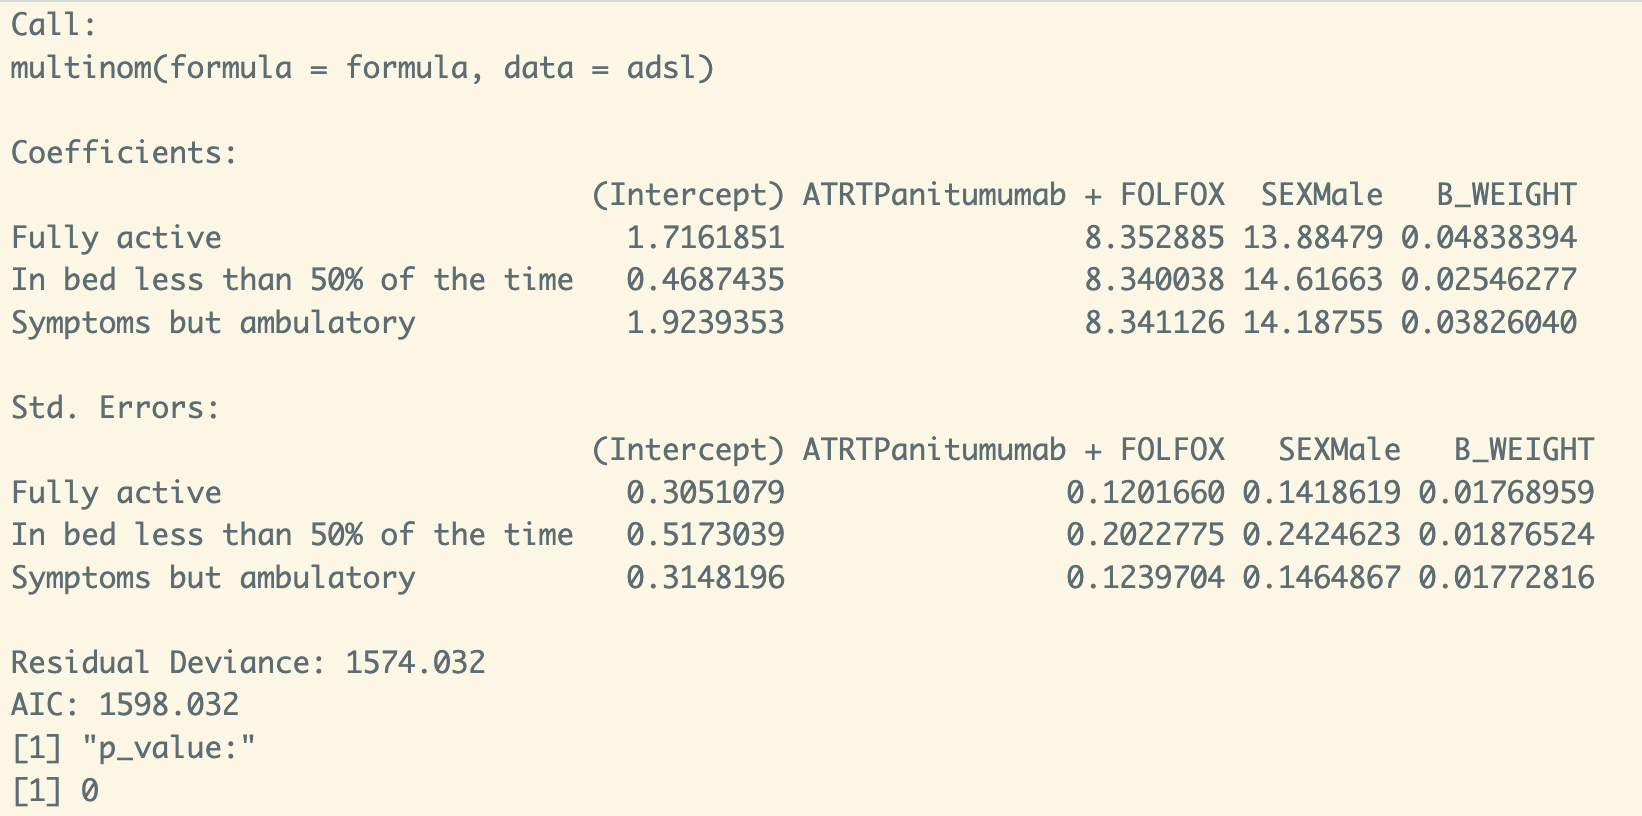 Call:
multinom(formula = formula, data = adsl)
Coefficients:
(Intercept) ATRTPanitumumab + FOLFOX SEXMale B_WEIGHT
Fully active 1.7161851 8.352885 13.88479 0.04838394
In bed less than 50% of the time 0.4687435 8.340038 14.61663 0.02546277
Symptoms but ambulatory 1.9239353 8.341126 14.18755 0.03826040
Std. Errors:
(Intercept) ATRTPanitumumab + FOLFOX SEXMale B_WEIGHT
Fully active 0.3051079 0.1201660 0.1418619 0.01768959
In bed less than 50% of the time 0.5173039 0.2022775 0.2424623 0.01876524
Symptoms but ambulatory 0.3148196 0.1239704 0.1464867 0.01772816
Residual Deviance: 1574.032
AIC: 1598.032
[1] "p_value:"
[1] 0